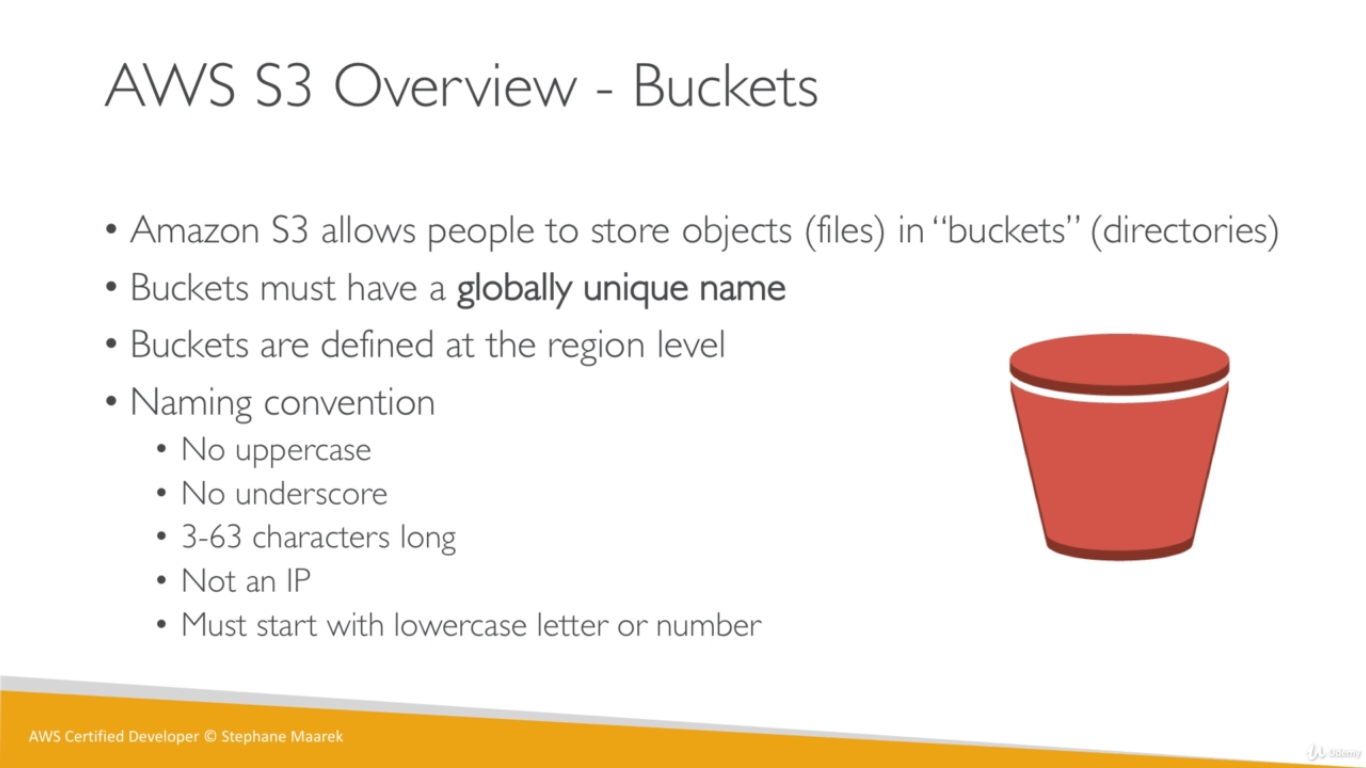 AWS S3 Overview - Buckets
• Amazon S3 allows people to store objects (files) in “buckets” (directories)
• Buckets must have a globally unique name
• Buckets are defined at the region level
• Naming convention
• No uppercase
• No underscore
• 3-63 characters long
• Not an IP
• Must start with lowercase letter or number
AWS Certified Developer © Stephane Maarek
Udemy